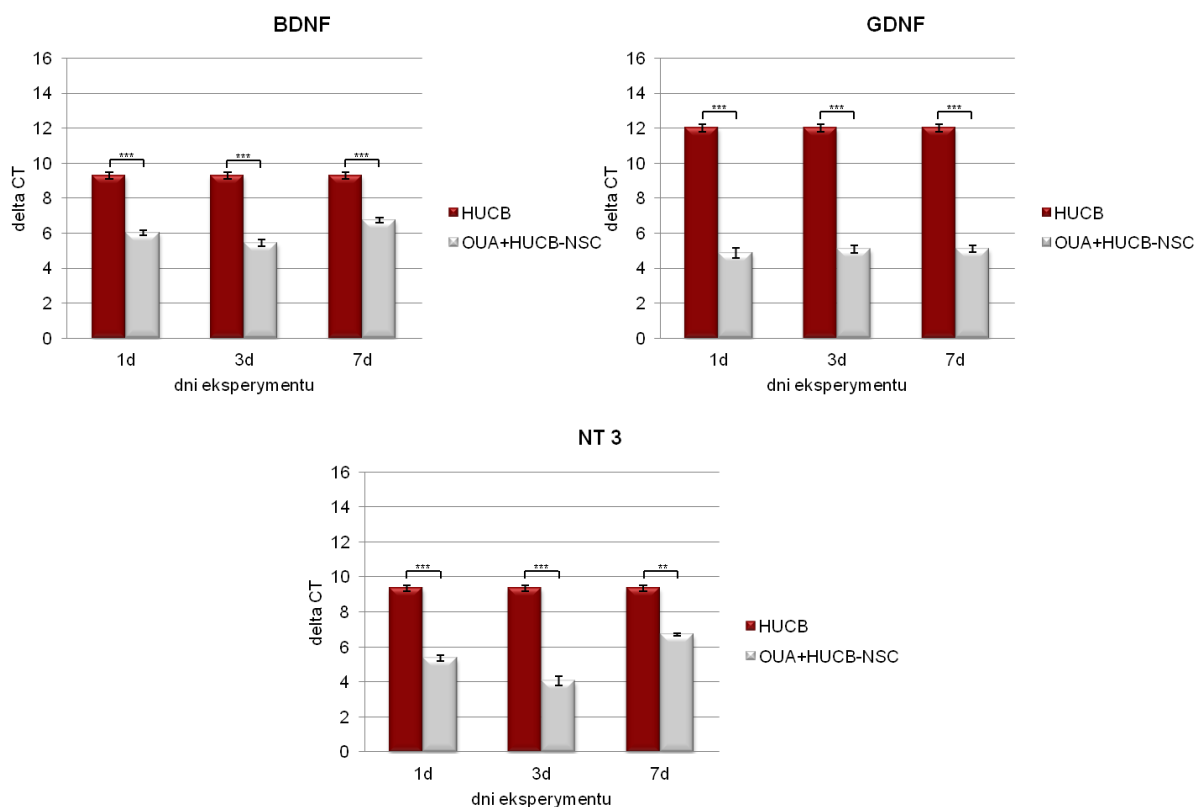 BDNF
16
14
12
10
8
6
4
2
0
delta CT
*** *** ***
1d 3d 7d
dni eksperymentu
HUCB
OUA+HUCB-NSC
GDNF
16
14
12
10
8
6
4
2
0
delta CT
*** *** ***
1d 3d 7d
dni eksperymentu
HUCB
OUA+HUCB-NSC
NT 3
16
14
12
10
8
6
4
2
0
delta CT
*** *** **
1d 3d 7d
dni eksperymentu
HUCB
OUA+HUCB-NSC